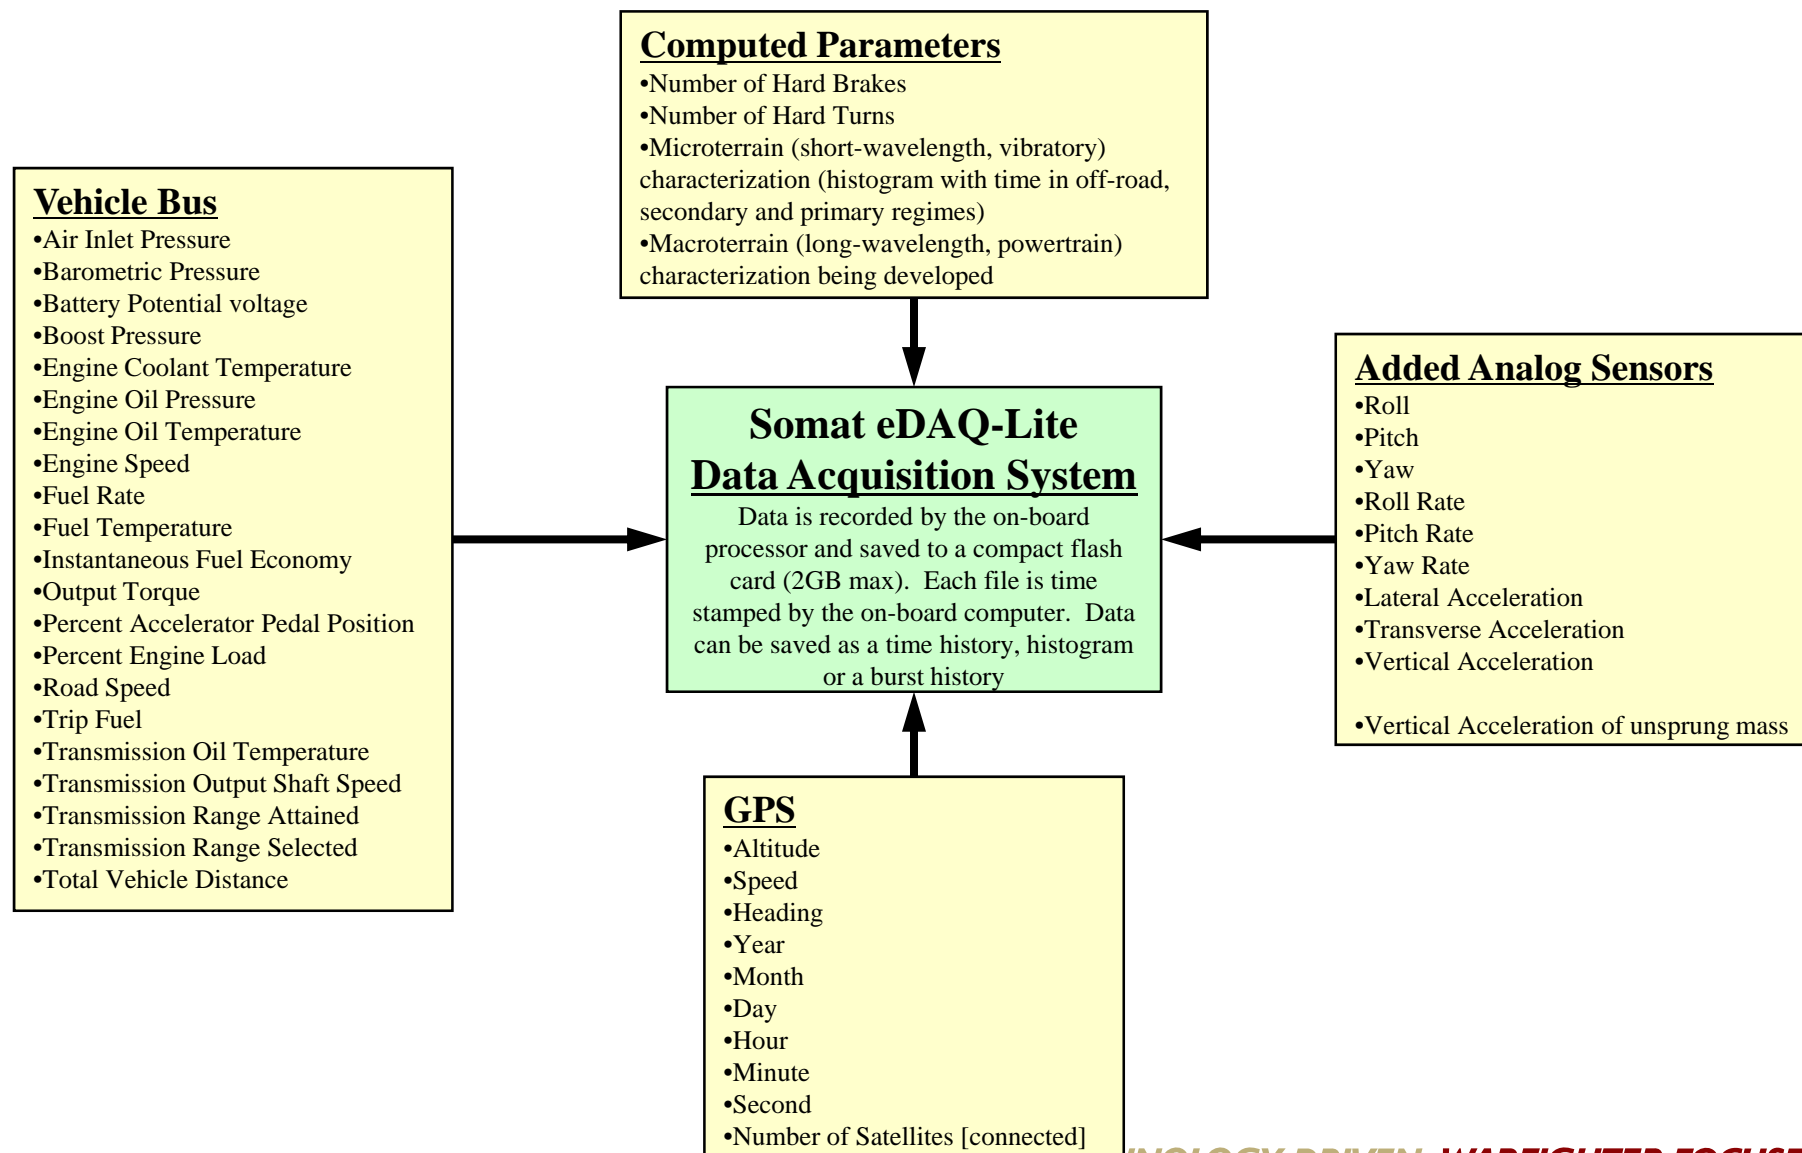 Computed Parameters
•Number of Hard Brakes
•Number of Hard Turns
•Microterrain (short-wavelength, vibratory)
characterization (histogram with time in off-road,
secondary and primary regimes)
•Macroterrain (long-wavelength, powertrain)
characterization being developed
Vehicle Bus
•Air Inlet Pressure
•Barometric Pressure
•Battery Potential voltage
•Boost Pressure
•Engine Coolant Temperature
•Engine Oil Pressure
•Engine Oil Temperature
•Engine Speed
•Fuel Rate
•Fuel Temperature
•Instantaneous Fuel Economy
•Output Torque
•Percent Accelerator Pedal Position
•Percent Engine Load
•Road Speed
•Trip Fuel
•Transmission Oil Temperature
•Transmission Output Shaft Speed
•Transmission Range Attained
•Transmission Range Selected
•Total Vehicle Distance
Somat eDAQ-Lite
Data Acquisition System
Data is recorded by the on-board
processor and saved to a compact flash
card (2GB max). Each file is time
stamped by the on-board computer. Data
can be saved as a time history, histogram
or a burst history
Added Analog Sensors
•Roll
•Pitch
•Yaw
•Roll Rate
•Pitch Rate
•Yaw Rate
•Lateral Acceleration
•Transverse Acceleration
•Vertical Acceleration
•Vertical Acceleration of unsprung mass
GPS
•Altitude
•Speed
•Heading
•Year
•Month
•Day
•Hour
•Minute
•Second
•Number of Satellites [connected]
DRIVEN. WARFIGHTER